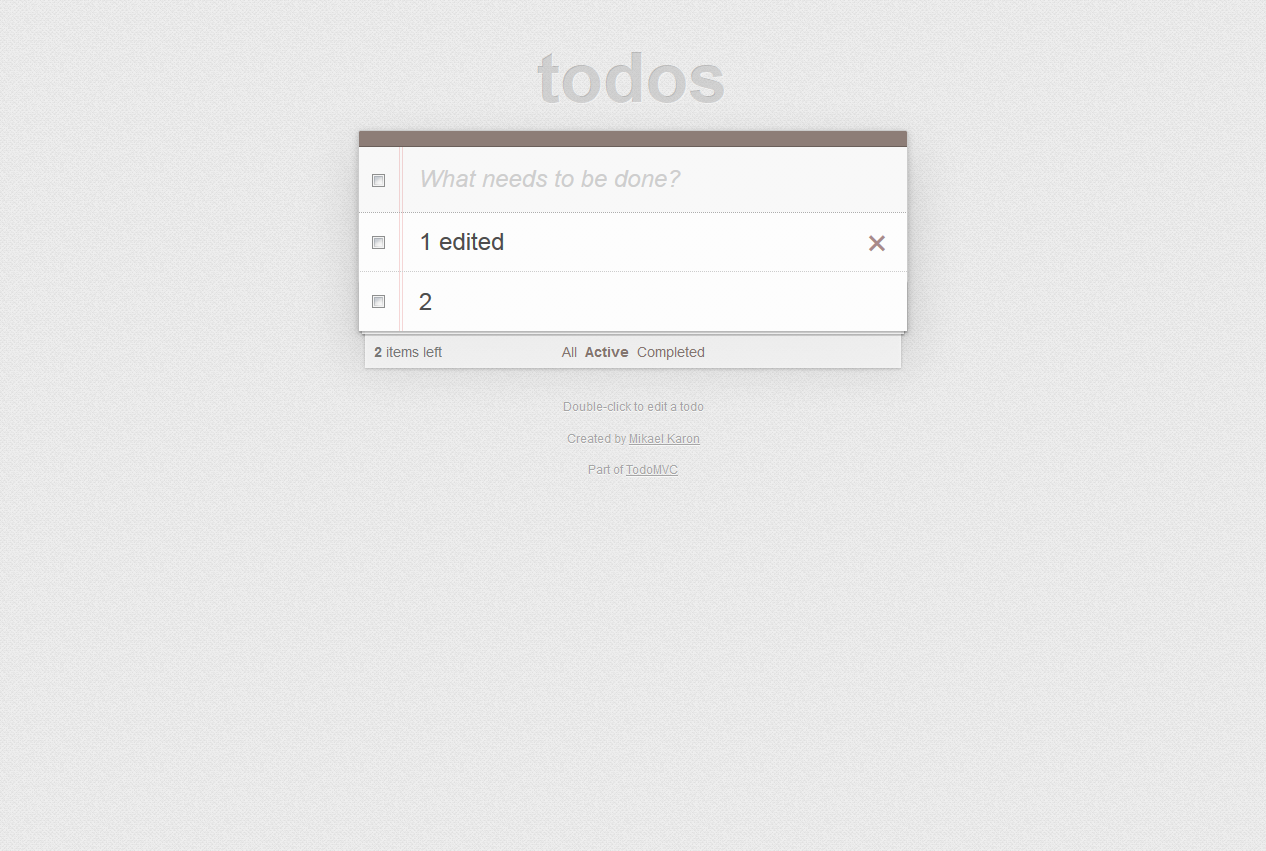 todos
What needs to be done?
1 edited
2
2 items left All Active Completed
Double-click to edit a todo
Created by Mikael Karon
Part of TodoMVC